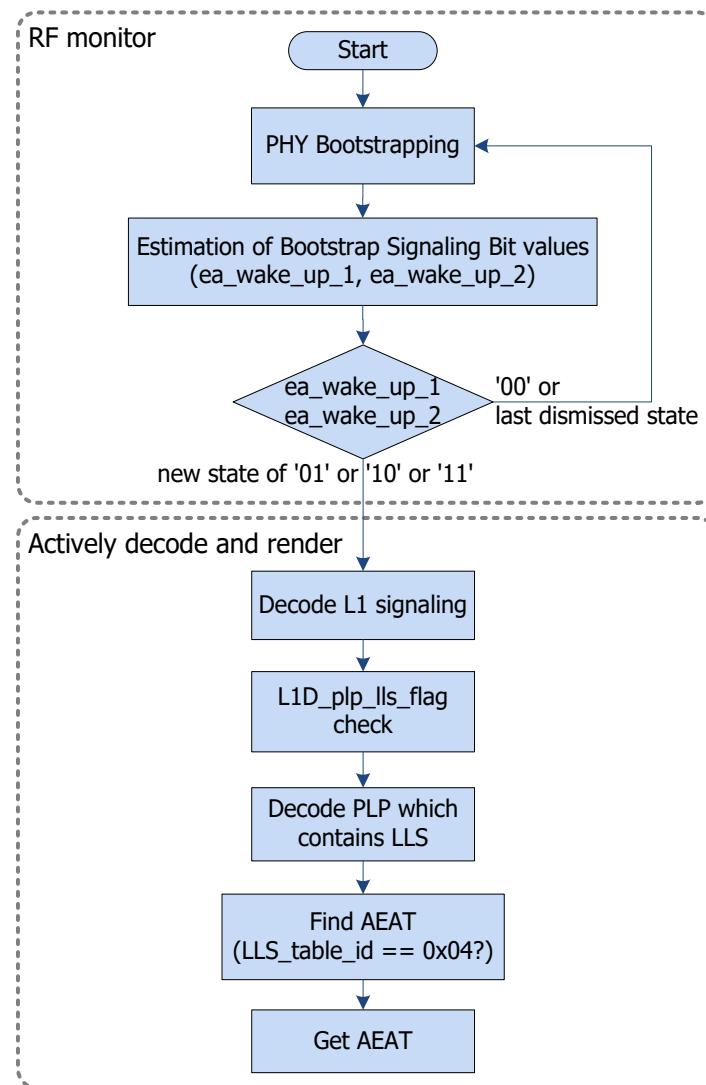 RF monitor
Start
PHY Bootstrapping
Estimation of Bootstrap Signaling Bit values
(ea_wake_up_1, ea_wake_up_2)
ea_wake_up_1
ea_wake_up_2
'00' or
last dismissed state
new state of '01' or '10' or '11'
Actively decode and render
Decode L1 signaling
L1D_plp_lls_flag
check
Decode PLP which
contains LLS
Find AEAT
(LLS_table_id == 0x04?)
Get AEAT